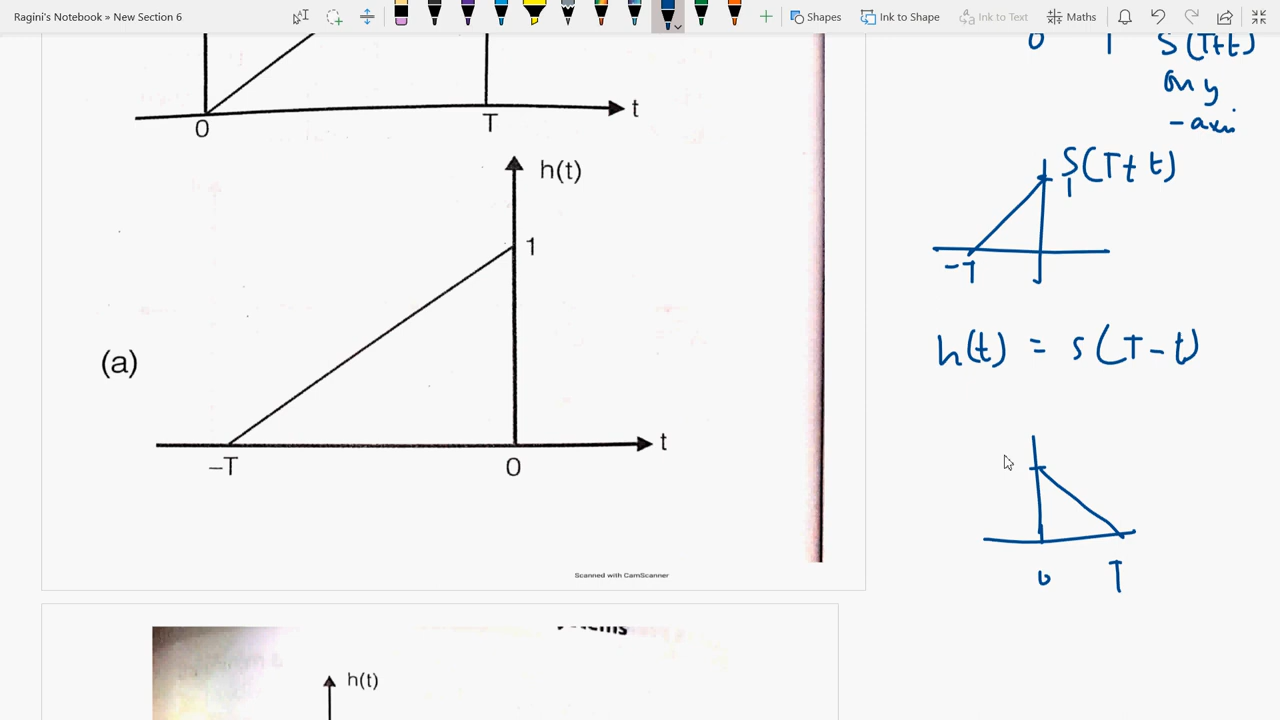 Ragini's Notebook » New Section 6
Shapes
Ink to Shape
Ink to Text
Maths
t
0
T
h(t)
1
(a)
t
-T
0
Scanned with CamScanner
h(t)
0 1 S(T+t)
on y
- axis
S(T+t)
1
-T
h(t) = s(T-t)
0 T